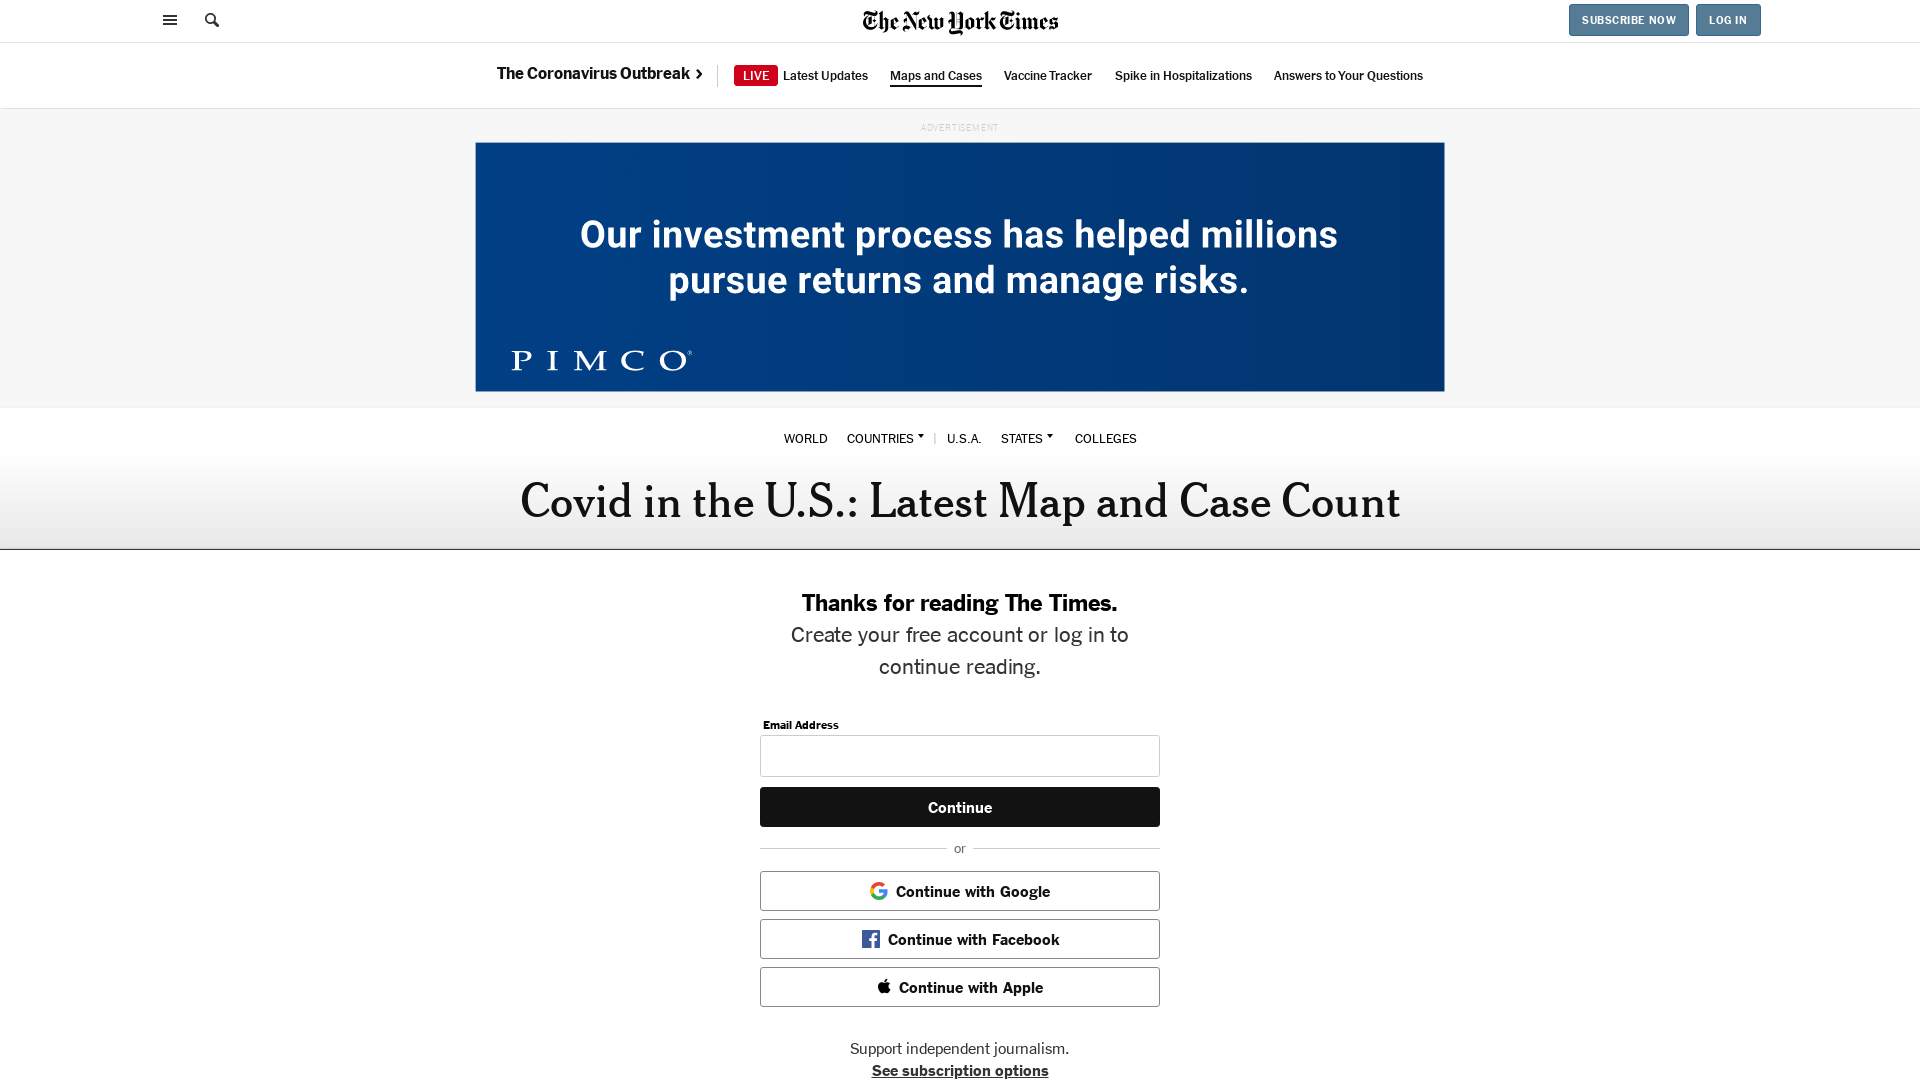 The New York Times
SUBSCRIBE NOW
LOG IN
The Coronavirus Outbreak
LIVE Latest Updates
Maps and Cases
Vaccine Tracker
Spike in Hospitalizations
Answers to Your Questions
ADVERTISEMENT
Our investment process has helped millions
pursue returns and manage risks.
PIMCO®
WORLD COUNTRIES | U.S.A. STATES COLLEGES
Covid in the U.S.: Latest Map and Case Count
Thanks for reading The Times.
Create your free account or log in to
continue reading.
Email Address
Continue
or
Continue with Google
Continue with Facebook
Continue with Apple
Support independent journalism.
See subscription options